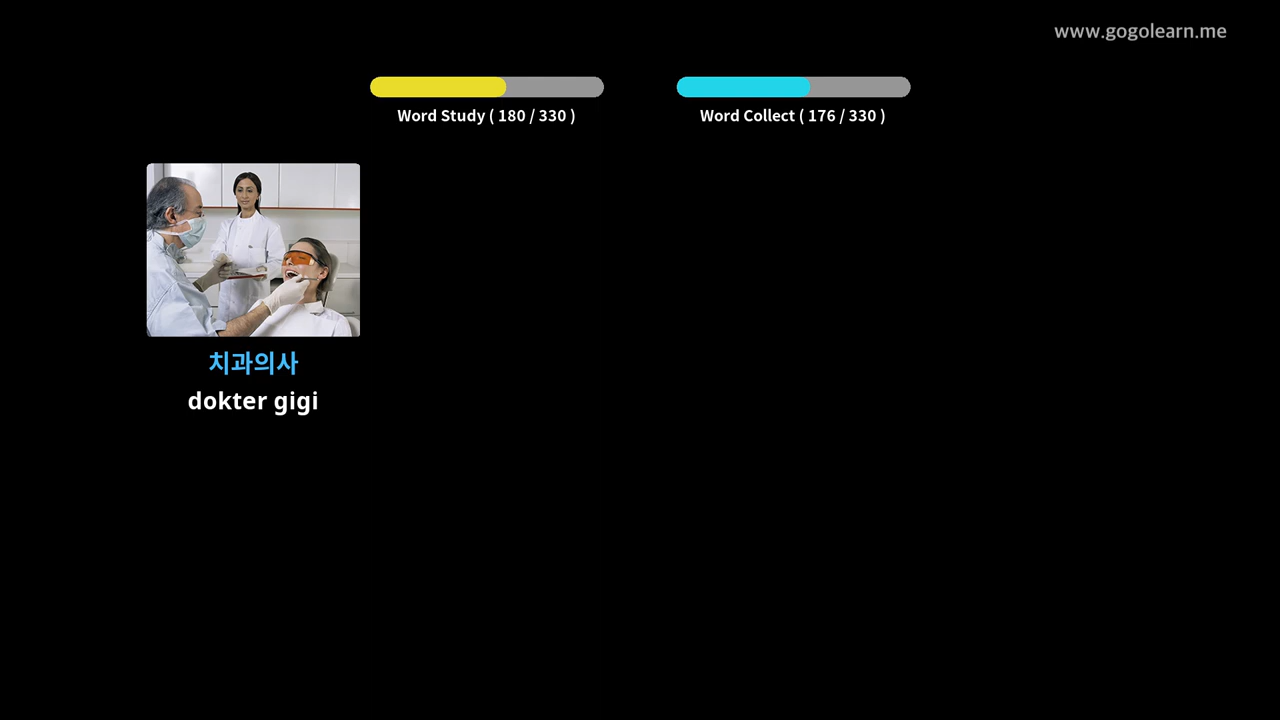 www.gogolearn.me
Word Study ( 180 / 330 )
Word Collect ( 176 / 330 )
치과의사
dokter gigi